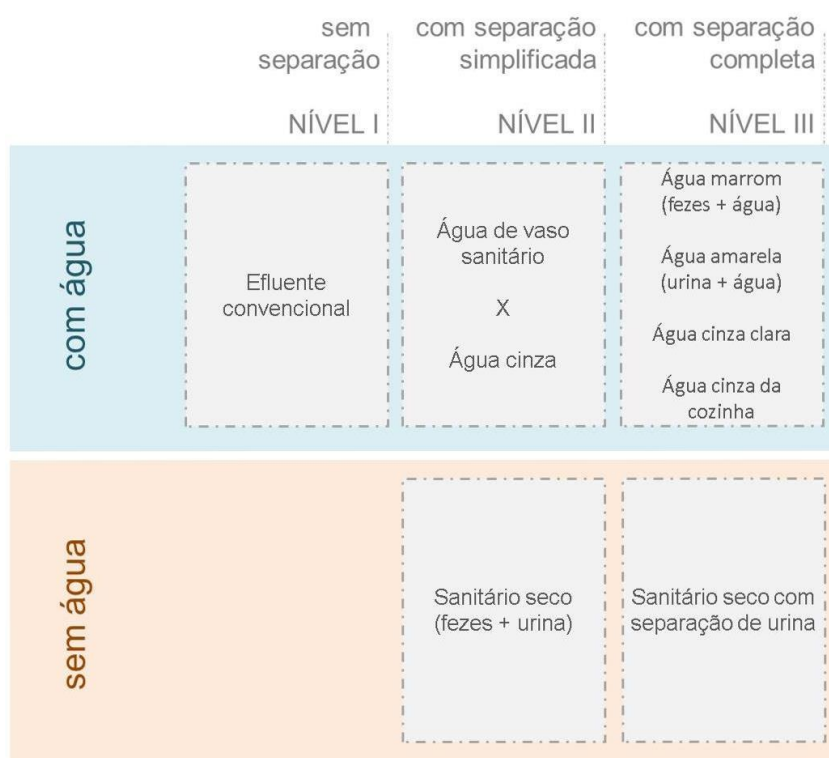 sem
separação
NÍVEL I
com separação
simplificada
NÍVEL II
com separação
completa
NÍVEL III
com água
Efluente
convencional
Água de vaso
sanitário
X
Água cinza
Água marrom
(fezes + água)
Água amarela
(urina + água)
Água cinza clara
Água cinza da
cozinha
sem água
Sanitário seco
(fezes + urina)
Sanitário seco com
separação de urina